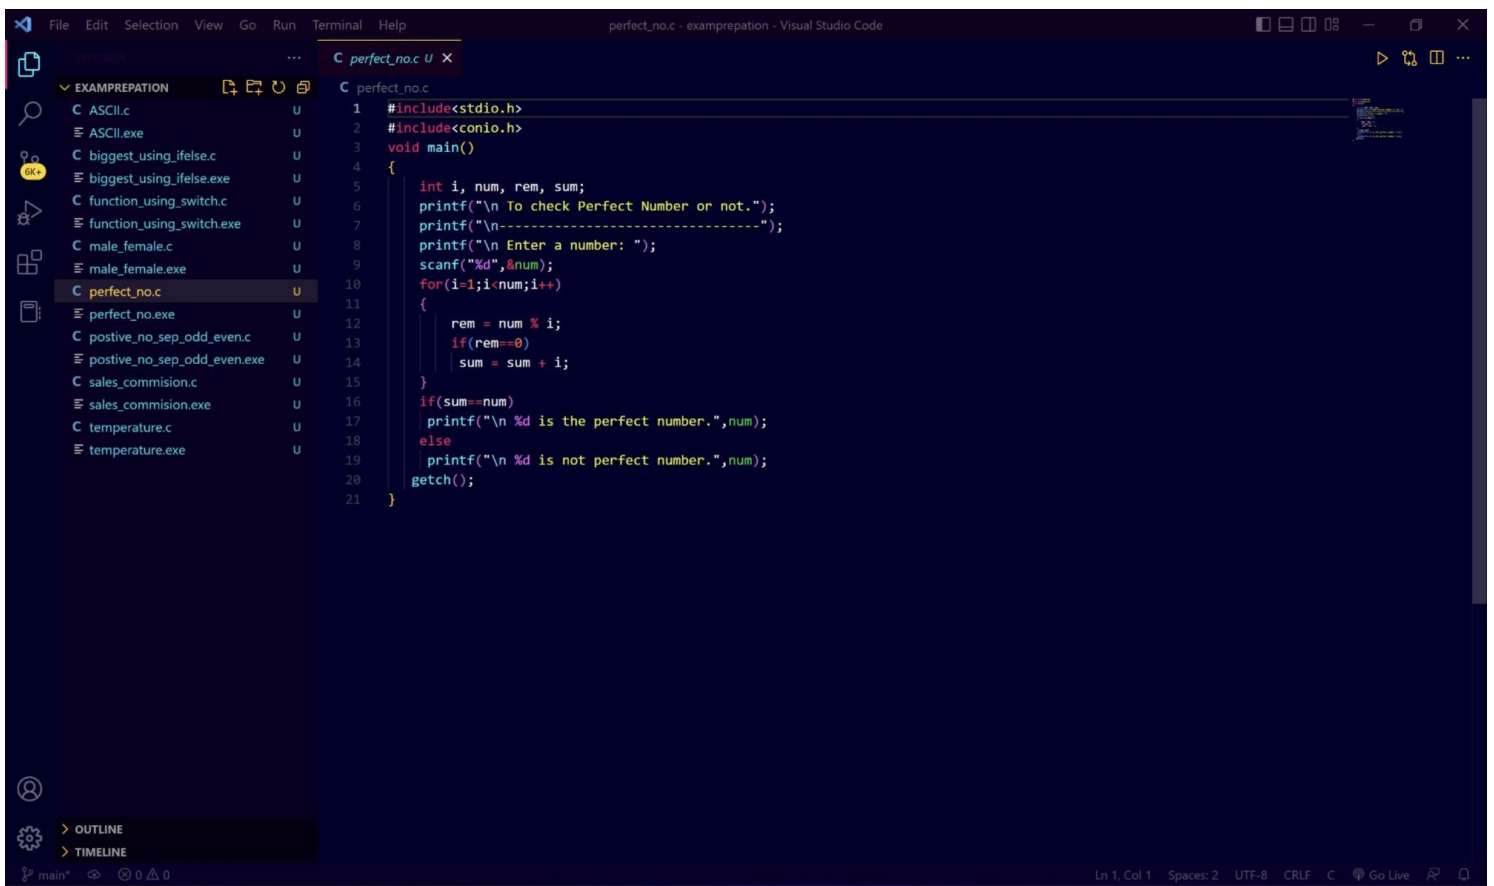 File Edit Selection View Go Run Terminal Help perfect_no.c - examprepation - Visual Studio Code
C perfect_no.c U
EXAMPREPATION
C ASCII.c U
ASCII.exe U
C biggest_using_ifelse.c U
6K+
biggest_using_ifelse.exe U
C function_using_switch.c U
function_using_switch.exe U
C male_female.c U
male_female.exe U
C perfect_no.c U
perfect_no.exe U
C postive_no_sep_odd_even.c U
postive_no_sep_odd_even.exe U
C sales_commision.c U
sales_commision.exe U
C temperature.c U
temperature.exe U
OUTLINE
TIMELINE
C perfect_no.c
1 #include<stdio.h>
2 #include<conio.h>
3 void main()
4 {
5 int i, num, rem, sum;
6 printf("\n To check Perfect Number or not.");
7 printf("\n---------------------------------");
8 printf("\n Enter a number: ");
9 scanf("%d",&num);
10 for(i=1;i<num;i++)
11 {
12 rem = num % i;
13 if(rem==0)
14 sum = sum + i;
15 }
16 if(sum==num)
17 printf("\n %d is the perfect number.",num);
18 else
19 printf("\n %d is not perfect number.",num);
20 getch();
21 }
main* 0 0 Ln 1, Col 1 Spaces: 2 UTF-8 CRLF C Go Live